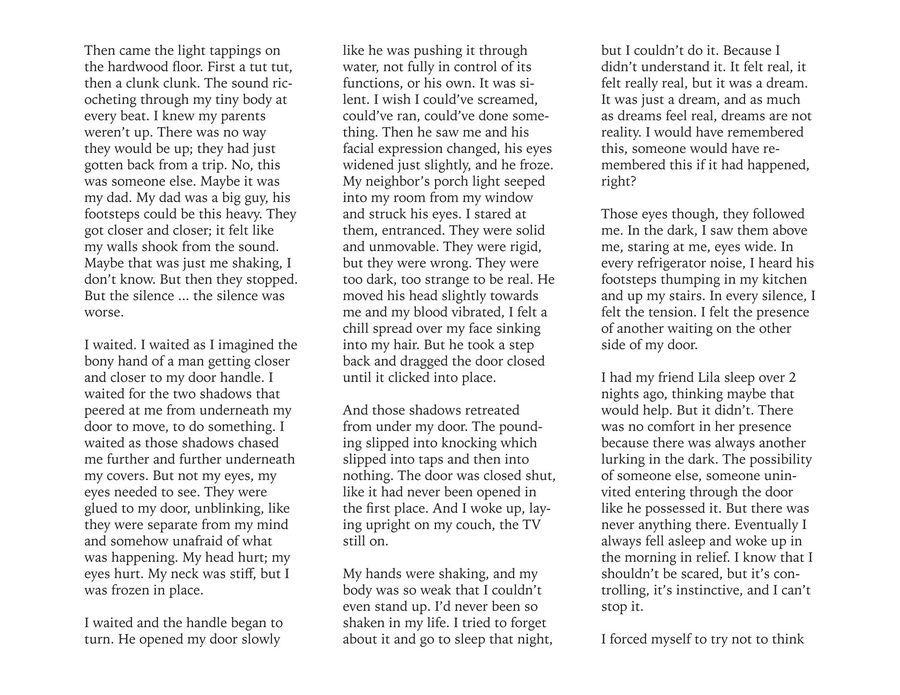 Then came the light tappings on
the hardwood floor. First a tut tut,
then a clunk clunk. The sound ric-
ocheting through my tiny body at
every beat. I knew my parents
weren’t up. There was no way
they would be up; they had just
gotten back from a trip. No, this
was someone else. Maybe it was
my dad. My dad was a big guy, his
footsteps could be this heavy. They
got closer and closer; it felt like
my walls shook from the sound.
Maybe that was just me shaking, I
don’t know. But then they stopped.
But the silence ... the silence was
worse.
I waited. I waited as I imagined the
bony hand of a man getting closer
and closer to my door handle. I
waited for the two shadows that
peered at me from underneath my
door to move, to do something. I
waited as those shadows chased
me further and further underneath
my covers. But not my eyes, my
eyes needed to see. They were
glued to my door, unblinking, like
they were separate from my mind
and somehow unafraid of what
was happening. My head hurt; my
eyes hurt. My neck was stiff, but I
was frozen in place.
I waited and the handle began to
turn. He opened my door slowly
like he was pushing it through
water, not fully in control of its
functions, or his own. It was si-
lent. I wish I could’ve screamed,
could’ve ran, could’ve done some-
thing. Then he saw me and his
facial expression changed, his eyes
widened just slightly, and he froze.
My neighbor’s porch light seeped
into my room from my window
and struck his eyes. I stared at
them, entranced. They were solid
and unmovable. They were rigid,
but they were wrong. They were
too dark, too strange to be real. He
moved his head slightly towards
me and my blood vibrated, I felt a
chill spread over my face sinking
into my hair. But he took a step
back and dragged the door closed
until it clicked into place.
And those shadows retreated
from under my door. The pound-
ing slipped into knocking which
slipped into taps and then into
nothing. The door was closed shut,
like it had never been opened in
the first place. And I woke up, lay-
ing upright on my couch, the TV
still on.
My hands were shaking, and my
body was so weak that I couldn’t
even stand up. I’d never been so
shaken in my life. I tried to forget
about it and go to sleep that night,
but I couldn’t do it. Because I
didn’t understand it. It felt real, it
felt really real, but it was a dream.
It was just a dream, and as much
as dreams feel real, dreams are not
reality. I would have remembered
this, someone would have re-
membered this if it had happened,
right?
Those eyes though, they followed
me. In the dark, I saw them above
me, staring at me, eyes wide. In
every refrigerator noise, I heard his
footsteps thumping in my kitchen
and up my stairs. In every silence, I
felt the tension. I felt the presence
of another waiting on the other
side of my door.
I had my friend Lila sleep over 2
nights ago, thinking maybe that
would help. But it didn’t. There
was no comfort in her presence
because there was always another
lurking in the dark. The possibility
of someone else, someone unin-
vited entering through the door
like he possessed it. But there was
never anything there. Eventually I
always fell asleep and woke up in
the morning in relief. I know that I
shouldn’t be scared, but it’s con-
trolling, it’s instinctive, and I can’t
stop it.
I forced myself to try not to think